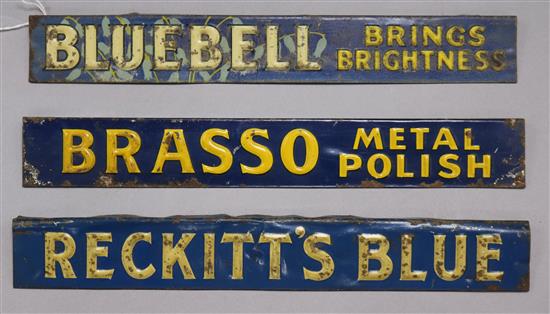 BLUEBELL BRINGS
BRIGHTNESS
BRASSO METAL
POLISH
RECKITT'S BLUE